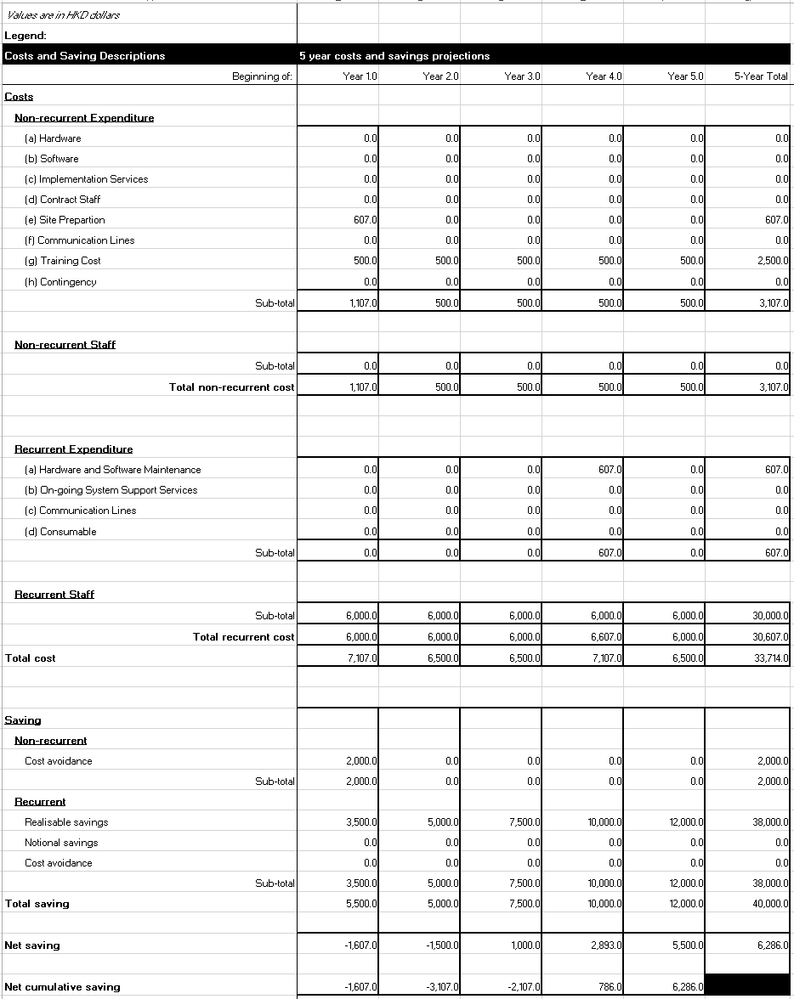 Values are in HKD dollars
Legend:
Costs and Saving Descriptions 5 year costs and savings projections
Beginning of: Year 1.0 Year 2.0 Year 3.0 Year 4.0 Year 5.0 5-Year Total
Costs
Non-recurrent Expenditure
(a) Hardware 0.0 0.0 0.0 0.0 0.0 0.0
(b) Software 0.0 0.0 0.0 0.0 0.0 0.0
(c) Implementation Services 0.0 0.0 0.0 0.0 0.0 0.0
(d) Contract Staff 0.0 0.0 0.0 0.0 0.0 0.0
(e) Site Prepartion 607.0 0.0 0.0 0.0 0.0 607.0
(f) Communication Lines 0.0 0.0 0.0 0.0 0.0 0.0
(g) Training Cost 500.0 500.0 500.0 500.0 500.0 2,500.0
(h) Contingency 0.0 0.0 0.0 0.0 0.0 0.0
Sub-total 1,107.0 500.0 500.0 500.0 500.0 3,107.0
Non-recurrent Staff
Sub-total 0.0 0.0 0.0 0.0 0.0 0.0
Total non-recurrent cost 1,107.0 500.0 500.0 500.0 500.0 3,107.0
Recurrent Expenditure
(a) Hardware and Software Maintenance 0.0 0.0 0.0 607.0 0.0 607.0
(b) On-going System Support Services 0.0 0.0 0.0 0.0 0.0 0.0
(c) Communication Lines 0.0 0.0 0.0 0.0 0.0 0.0
(d) Consumable 0.0 0.0 0.0 0.0 0.0 0.0
Sub-total 0.0 0.0 0.0 607.0 0.0 607.0
Recurrent Staff
Sub-total 6,000.0 6,000.0 6,000.0 6,000.0 6,000.0 30,000.0
Total recurrent cost 6,000.0 6,000.0 6,000.0 6,607.0 6,000.0 30,607.0
Total cost 7,107.0 6,500.0 6,500.0 7,107.0 6,500.0 33,714.0
Saving
Non-recurrent
Cost avoidance 2,000.0 0.0 0.0 0.0 0.0 2,000.0
Sub-total 2,000.0 0.0 0.0 0.0 0.0 2,000.0
Recurrent
Realisable savings 3,500.0 5,000.0 7,500.0 10,000.0 12,000.0 38,000.0
Notional savings 0.0 0.0 0.0 0.0 0.0 0.0
Cost avoidance 0.0 0.0 0.0 0.0 0.0 0.0
Sub-total 3,500.0 5,000.0 7,500.0 10,000.0 12,000.0 38,000.0
Total saving 5,500.0 5,000.0 7,500.0 10,000.0 12,000.0 40,000.0
Net saving -1,607.0 -1,500.0 1,000.0 2,893.0 5,500.0 6,286.0
Net cumulative saving -1,607.0 -3,107.0 -2,107.0 786.0 6,286.0